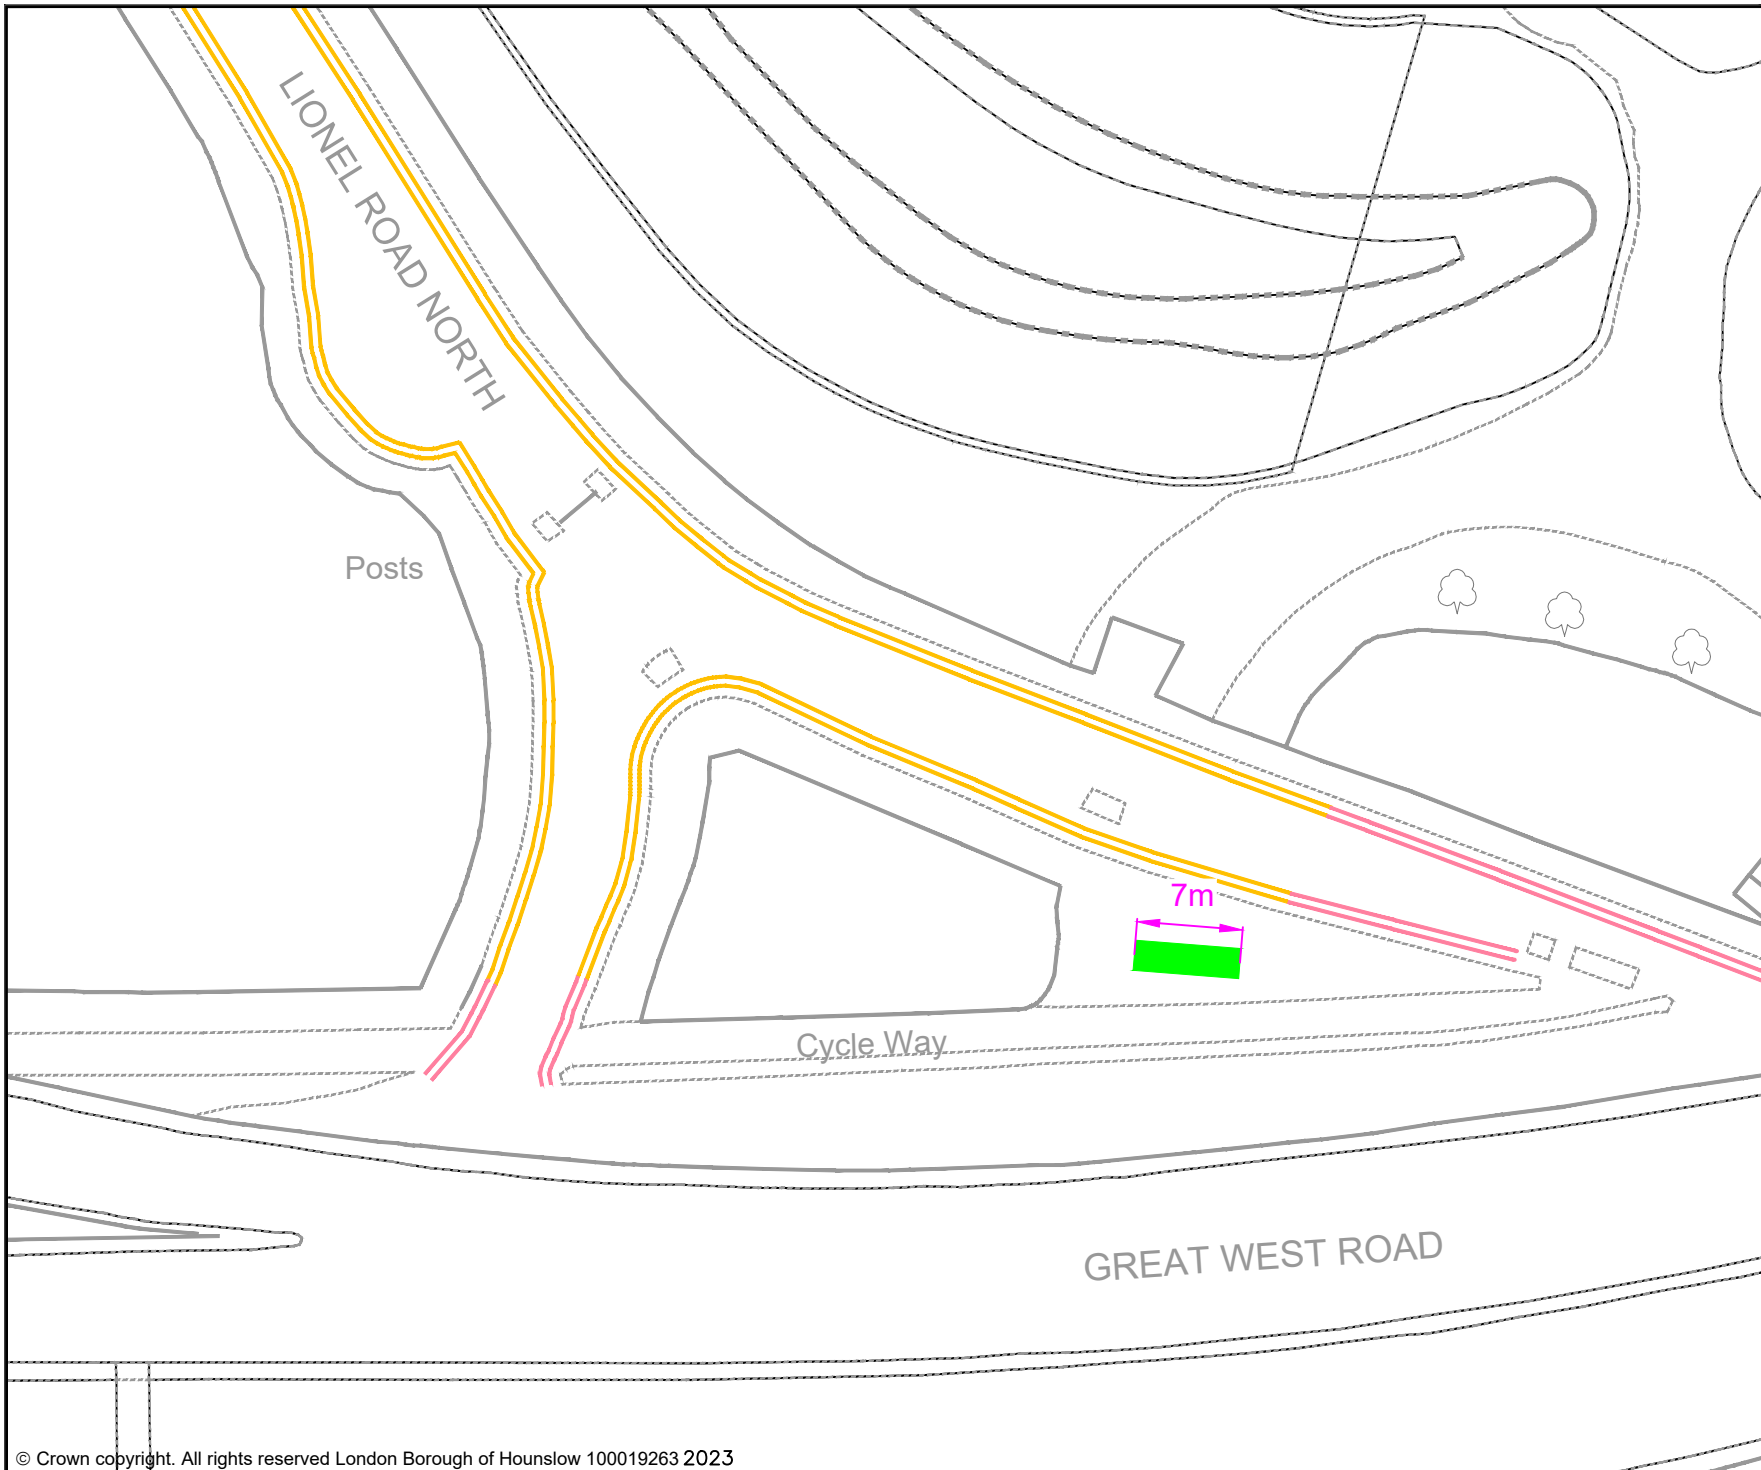 LIONEL ROAD NORTH
Posts
7m
Cycle Way
GREAT WEST ROAD
© Crown copyright. All rights reserved London Borough of Hounslow 100019263 2023